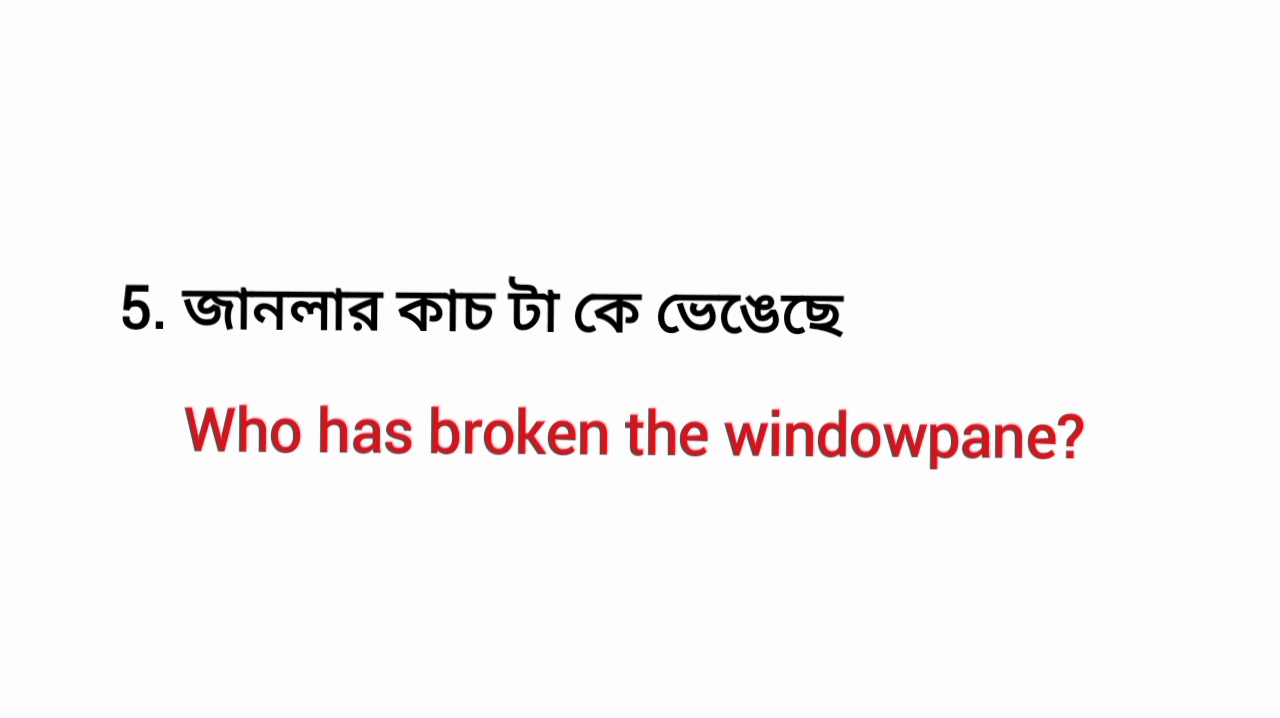 5. জানলার কাচ টা কে ভেঙেছে
Who has broken the windowpane?